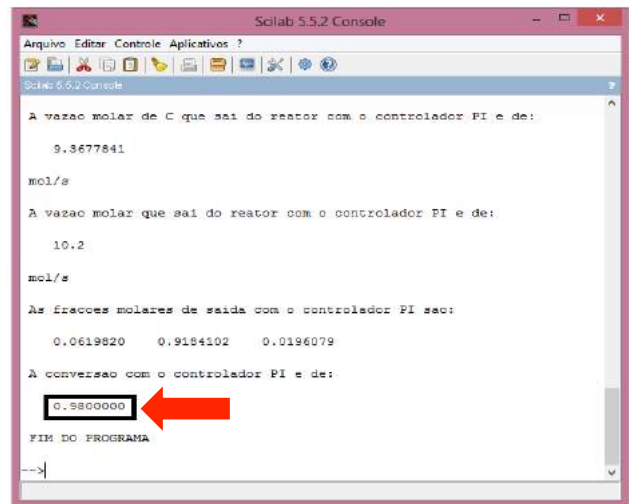 Scilab 5.5.2 Console
Arquivo Editar Controle Aplicativos ?
Scilab 5.5.2 Console
A vazao molar de C que sai do reator com o controlador PI e de:
9.3677841
mol/s
A vazao molar que sai do reator com o controlador PI e de:
10.2
mol/s
As fracoes molares de saida com o controlador PI sao:
0.0619820 0.9184102 0.0196079
A conversao com o controlador PI e de:
0.9800000
FIM DO PROGRAMA
-->